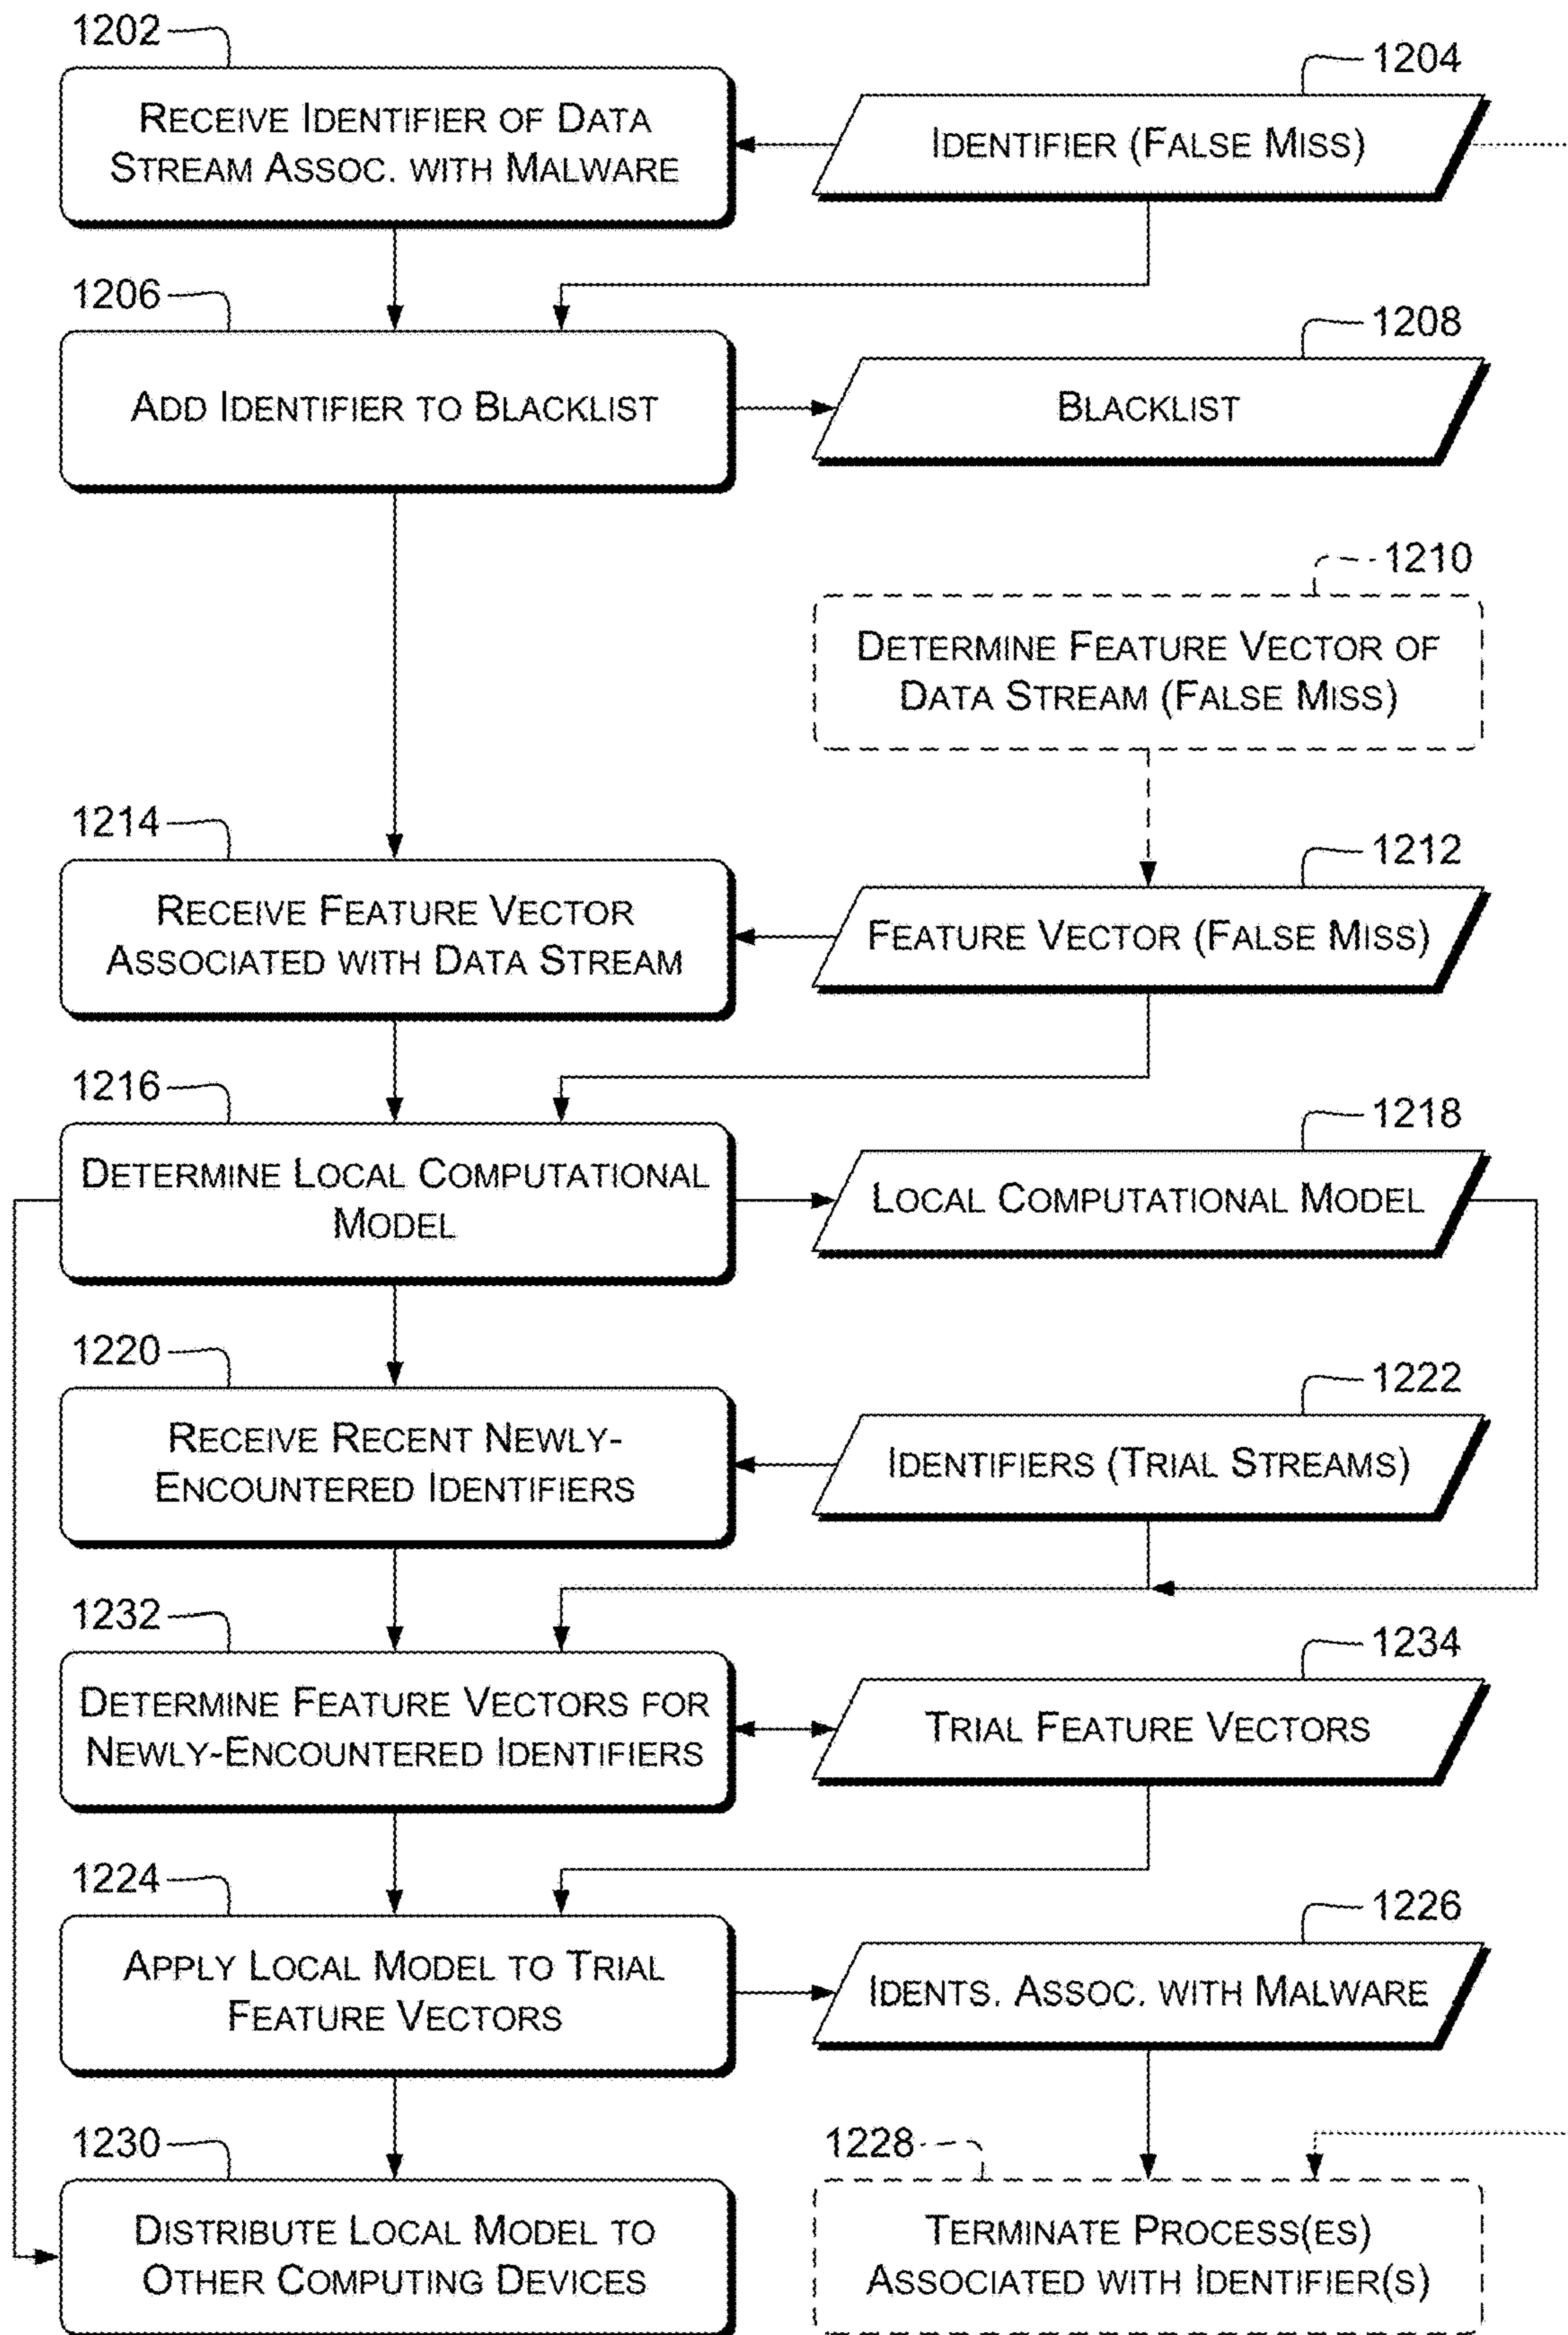 1202
RECEIVE IDENTIFIER OF DATA
STREAM ASSOC. WITH MALWARE
1204
IDENTIFIER (FALSE MISS)
1206
ADD IDENTIFIER TO BLACKLIST
1208
BLACKLIST
1210
DETERMINE FEATURE VECTOR OF
DATA STREAM (FALSE MISS)
1214
RECEIVE FEATURE VECTOR
ASSOCIATED WITH DATA STREAM
1212
FEATURE VECTOR (FALSE MISS)
1216
DETERMINE LOCAL COMPUTATIONAL
MODEL
1218
LOCAL COMPUTATIONAL MODEL
1220
RECEIVE RECENT NEWLY-
ENCOUNTERED IDENTIFIERS
1222
IDENTIFIERS (TRIAL STREAMS)
1232
DETERMINE FEATURE VECTORS FOR
NEWLY-ENCOUNTERED IDENTIFIERS
1234
TRIAL FEATURE VECTORS
1224
APPLY LOCAL MODEL TO TRIAL
FEATURE VECTORS
1226
IDENTS. ASSOC. WITH MALWARE
1230
DISTRIBUTE LOCAL MODEL TO
OTHER COMPUTING DEVICES
1228
TERMINATE PROCESS(ES)
ASSOCIATED WITH IDENTIFIER(S)